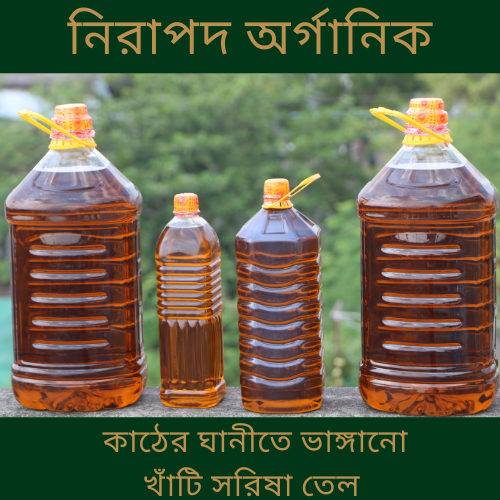 নিরাপদ অর্গানিক
কাঠের ঘানীতে ভাঙ্গানো
খাঁটি সরিষা তেল